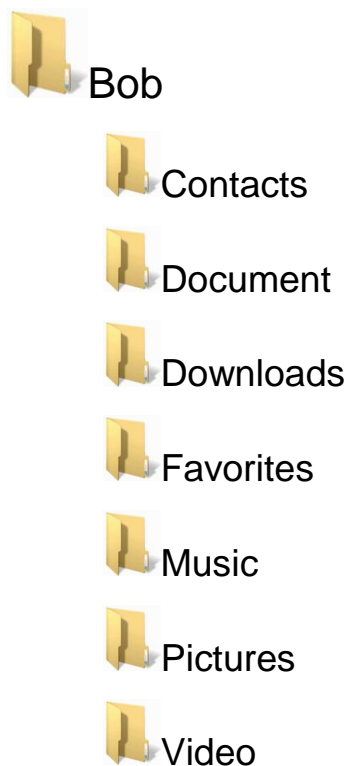 Bob
Contacts
Document
Downloads
Favorites
Music
Pictures
Video